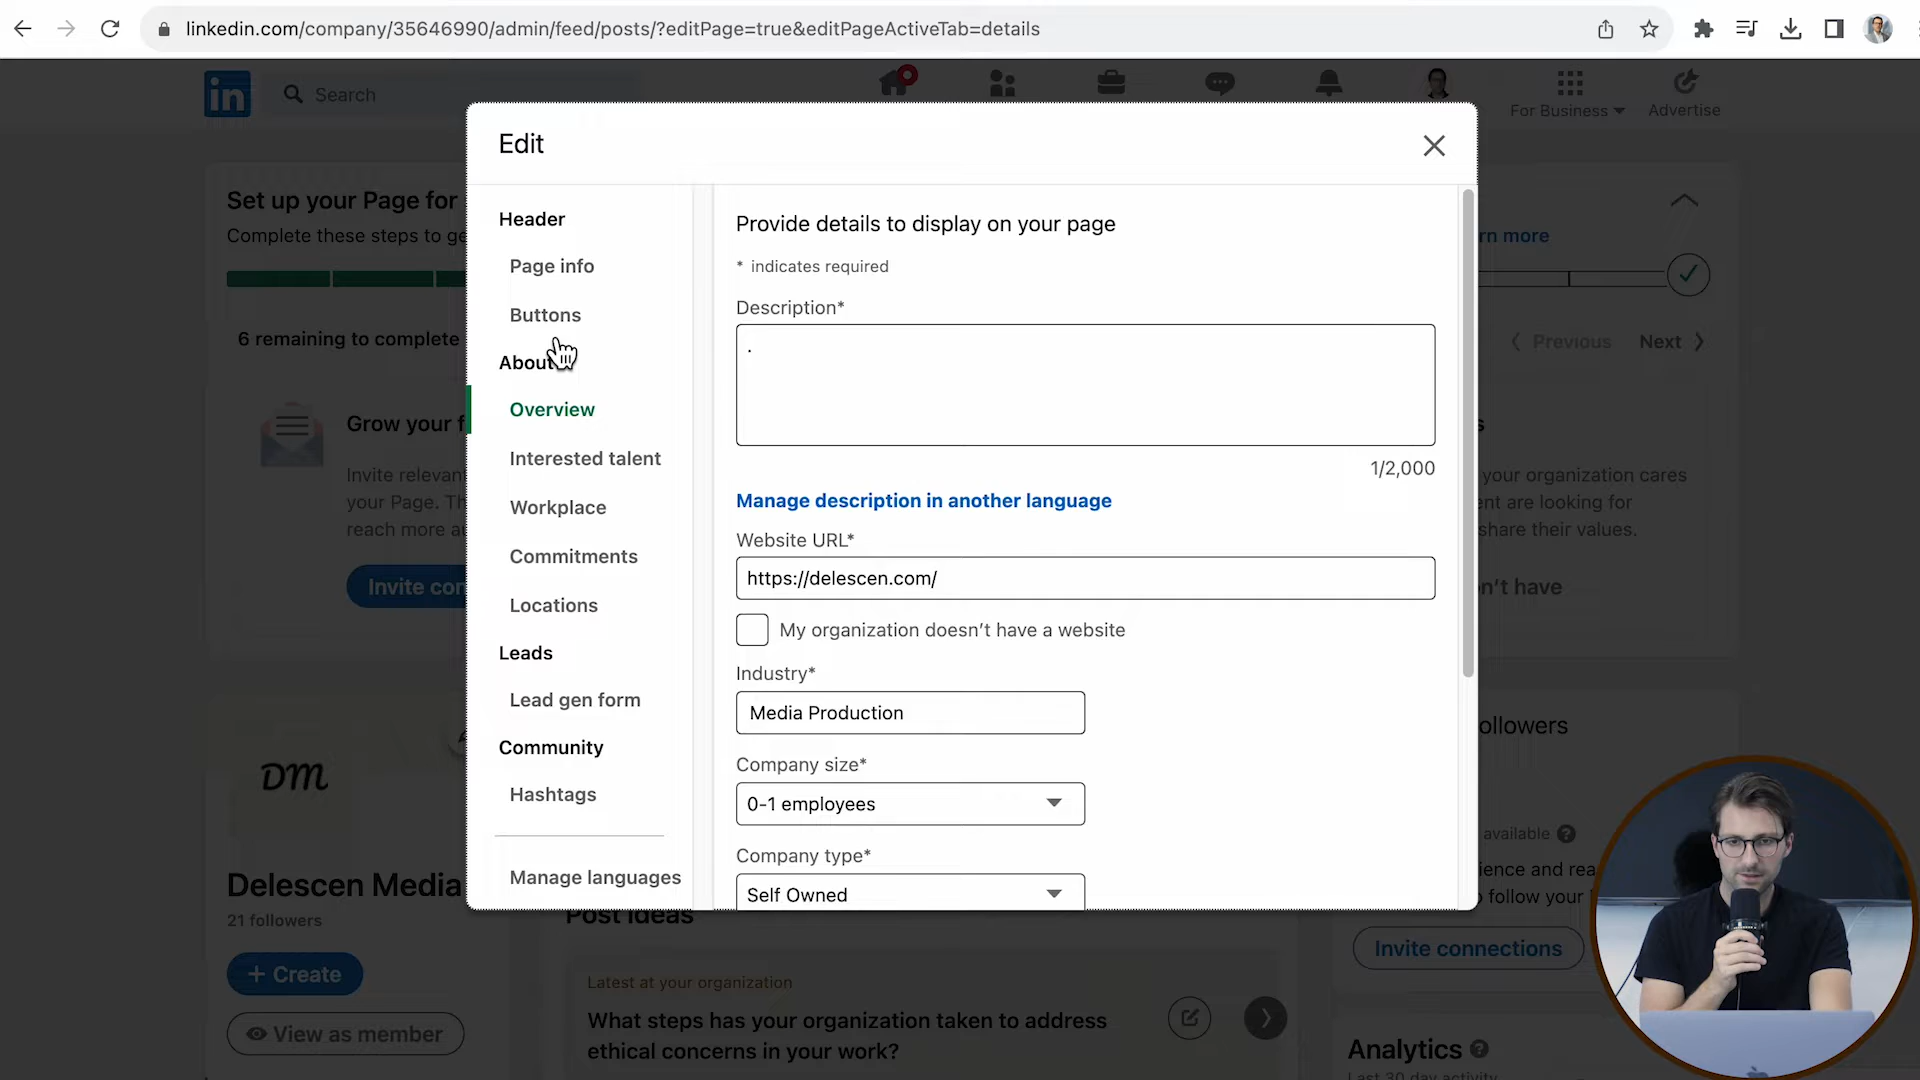 linkedin.com/company/35646990/admin/feed/posts/?editPage=true&editPageActiveTab=details
in
Search
For Business
Advertise
Edit
Set up your Page for
Complete these steps to ge
6 remaining to complete
rn more
Previous
Next
Grow your f
Invite relevan
your Page. Th
reach more a
Invite con
s
your organization cares
ent are looking for
share their values.
n't have
Header
Page info
Buttons
About
Overview
Interested talent
Workplace
Commitments
Locations
Leads
Lead gen form
Community
Hashtags
Manage languages
Provide details to display on your page
* indicates required
Description*
.
1/2,000
Manage description in another language
Website URL*
https://delescen.com/
My organization doesn't have a website
Industry*
Media Production
Company size*
0-1 employees
Company type*
Self Owned
DM
Delescen Media
21 followers
+ Create
View as member
Post ideas
Latest at your organization
What steps has your organization taken to address
ethical concerns in your work?
ollowers
available ?
ience and rea
follow your
Invite connections
Analytics ?
Last 30 day activity